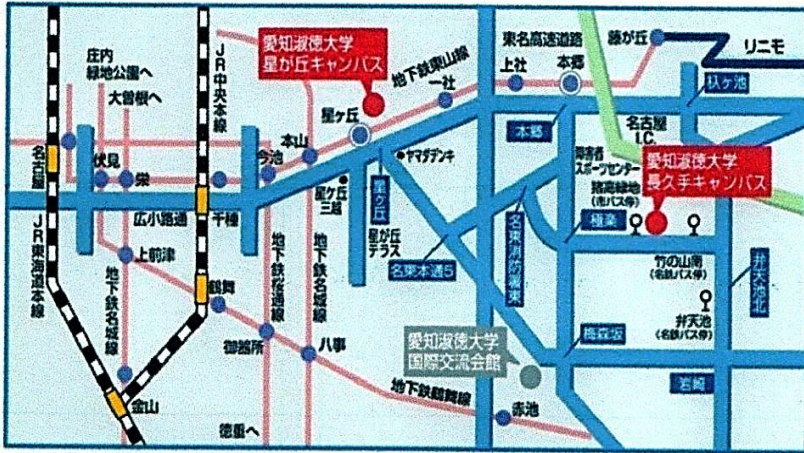 庄内
緑地公園へ
大曽根へ
JR中央本線
愛知淑徳大学
星が丘キャンパス
地下鉄東山線
一社
東名高速道路
上社
本郷
藤が丘
リニモ
杁ヶ池
名古屋
伏見
栄
今池
本山
星ヶ丘
ヤマダデンキ
本郷
名古屋
I.C.
障害者
スポーツセンター
愛知淑徳大学
長久手キャンパス
猪高緑地
(市バス停)
広小路通
千種
星ヶ丘
三越
星ヶ丘
星が丘
テラス
名東本通5
名東消防署東
極楽
竹の山南
(名鉄バス停)
弁天池北
JR東海道本線
上前津
地下鉄名城線
鶴舞
地下鉄桜通線
地下鉄名城線
御器所
八事
愛知淑徳大学
国際交流会館
梅森坂
弁天池
(名鉄バス停)
岩崎
金山
徳重へ
地下鉄鶴舞線
赤池